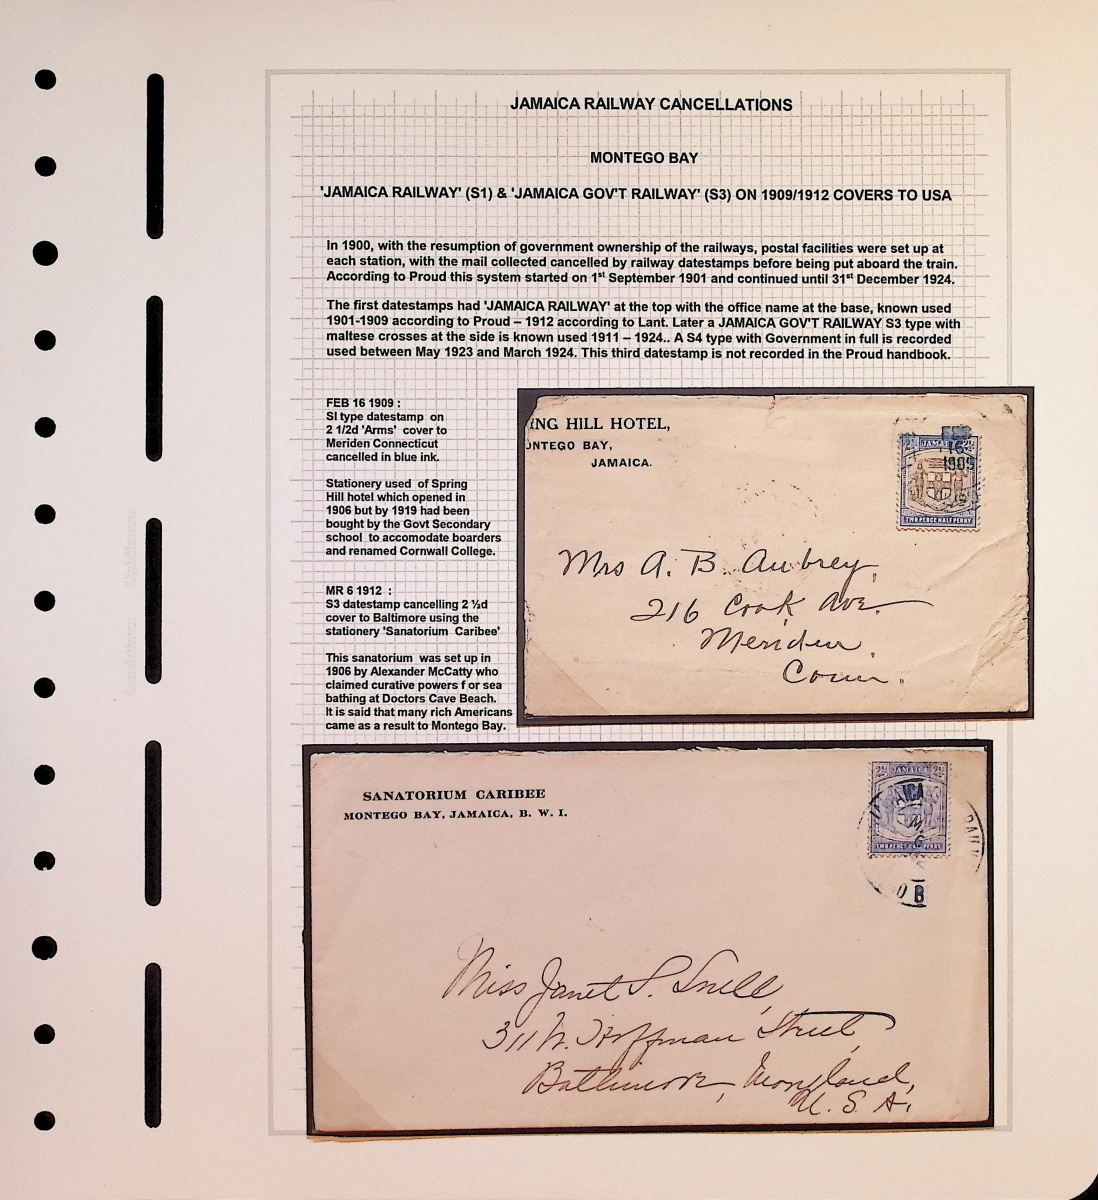 JAMAICA RAILWAY CANCELLATIONS
MONTEGO BAY
'JAMAICA RAILWAY' (S1) & 'JAMAICA GOV'T RAILWAY' (S3) ON 1909/1912 COVERS TO USA
In 1900, with the resumption of government ownership of the railways, postal facilities were set up at
each station, with the mail collected cancelled by railway datestamps before being put aboard the train.
According to Proud this system started on 1st September 1901 and continued until 31st December 1924.
The first datestamps had 'JAMAICA RAILWAY' at the top with the office name at the base, known used
1901-1909 according to Proud – 1912 according to Lant. Later a JAMAICA GOV'T RAILWAY S3 type with
maltese crosses at the side is known used 1911 – 1924.. A S4 type with Government in full is recorded
used between May 1923 and March 1924. This third datestamp is not recorded in the Proud handbook.
FEB 16 1909 :
SI type datestamp on
2 1/2d 'Arms' cover to
Meriden Connecticut
cancelled in blue ink.
Stationery used of Spring
Hill hotel which opened in
1906 but by 1919 had been
bought by the Govt Secondary
school to accomodate boarders
and renamed Cornwall College.
MR 6 1912 :
S3 datestamp cancelling 2 ½d
cover to Baltimore using the
stationery 'Sanatorium Caribee'
This sanatorium was set up in
1906 by Alexander McCatty who
claimed curative powers f or sea
bathing at Doctors Cave Beach.
It is said that many rich Americans
came as a result to Montego Bay.
ING HILL HOTEL,
ONTEGO BAY,
JAMAICA.
JAMAICA
16
1909
TWO PENCE HALF PENNY
Mrs A. B. Aubrey,
216 Cook Ave.
Meriden,
Conn.
SANATORIUM CARIBEE
MONTEGO BAY, JAMAICA, B. W. I.
JAMAICA
TWO PENCE HALF PENNY
Miss Janet S. Snell,
311 W. Hoffman Street,
Baltimore, Maryland,
U. S. A.